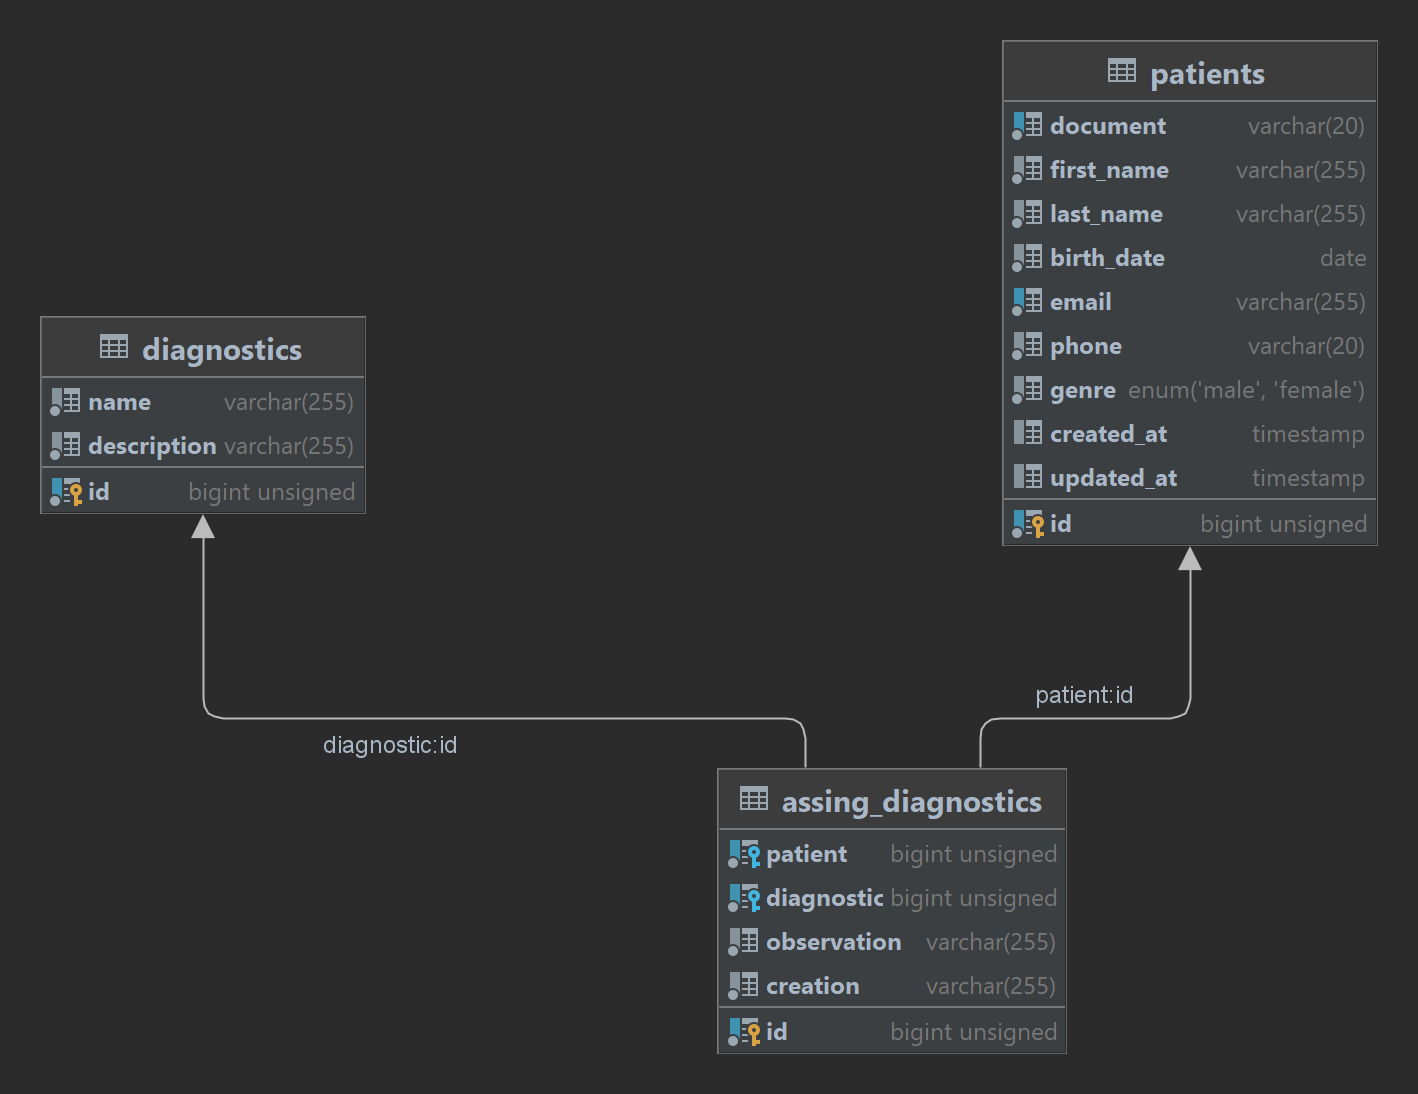 patients
document varchar(20)
first_name varchar(255)
last_name varchar(255)
birth_date date
email varchar(255)
phone varchar(20)
genre enum('male', 'female')
created_at timestamp
updated_at timestamp
id bigint unsigned
diagnostics
name varchar(255)
description varchar(255)
id bigint unsigned
patient:id
diagnostic:id
assing_diagnostics
patient bigint unsigned
diagnostic bigint unsigned
observation varchar(255)
creation varchar(255)
id bigint unsigned